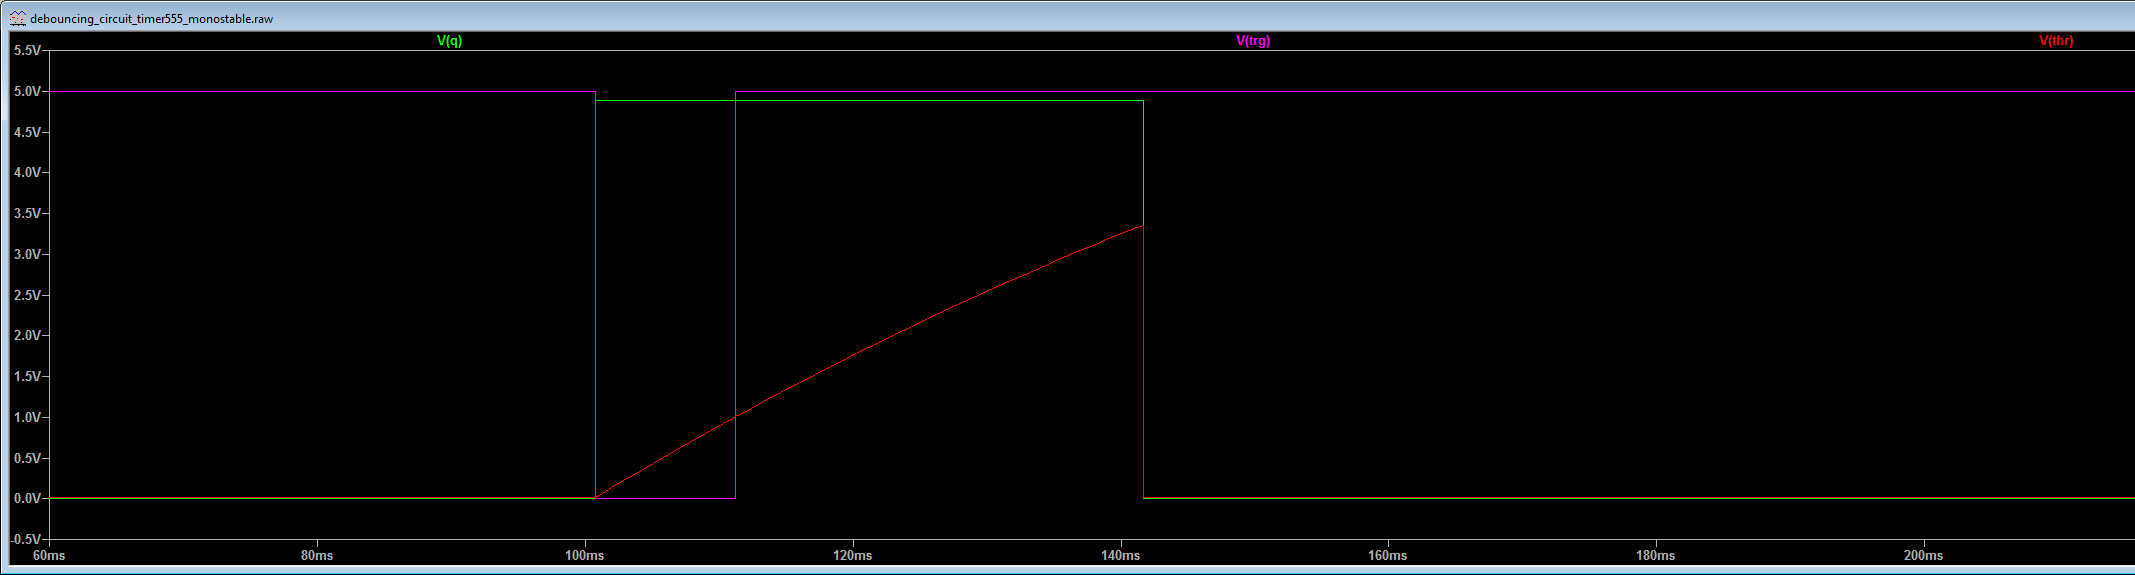 debouncing_circuit_timer555_monostable.raw
V(q) V(trg) V(thr)
5.5V
5.0V
4.5V
4.0V
3.5V
3.0V
2.5V
2.0V
1.5V
1.0V
0.5V
0.0V
-0.5V
60ms 80ms 100ms 120ms 140ms 160ms 180ms 200ms